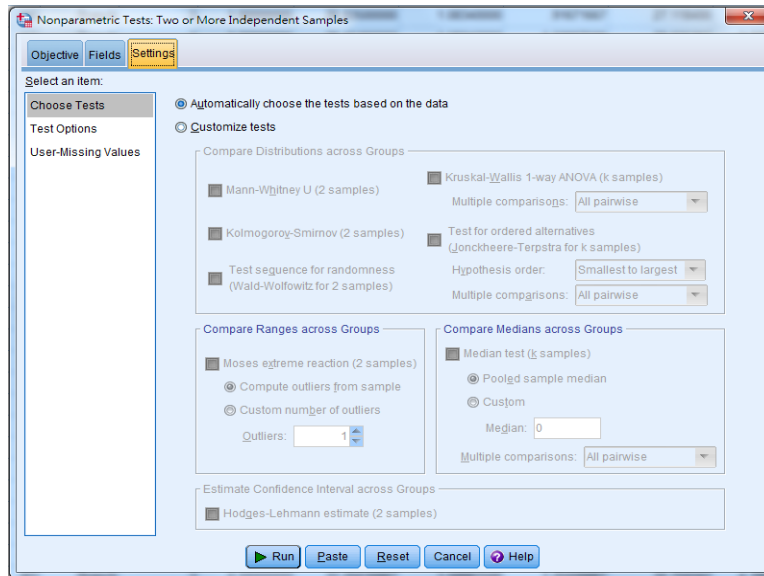 Nonparametric Tests: Two or More Independent Samples
Objective Fields Settings
Select an item:
Choose Tests
Test Options
User-Missing Values
Automatically choose the tests based on the data
Customize tests
Compare Distributions across Groups
Mann-Whitney U (2 samples)
Kolmogorov-Smirnov (2 samples)
Test sequence for randomness
(Wald-Wolfowitz for 2 samples)
Kruskal-Wallis 1-way ANOVA (k samples)
Multiple comparisons: All pairwise
Test for ordered alternatives
(Jonckheere-Terpstra for k samples)
Hypothesis order: Smallest to largest
Multiple comparisons: All pairwise
Compare Ranges across Groups
Moses extreme reaction (2 samples)
Compute outliers from sample
Custom number of outliers
Outliers: 1
Compare Medians across Groups
Median test (k samples)
Pooled sample median
Custom
Median: 0
Multiple comparisons: All pairwise
Estimate Confidence Interval across Groups
Hodges-Lehmann estimate (2 samples)
Run Paste Reset Cancel Help